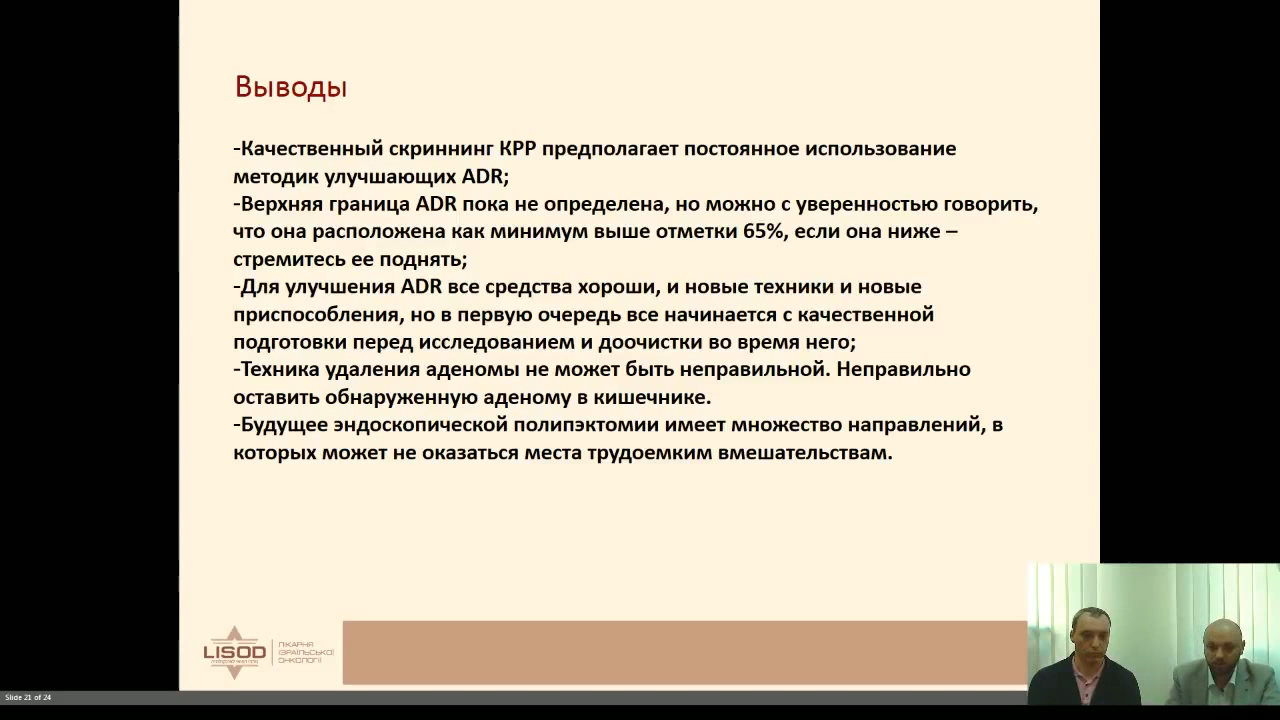 Выводы
-Качественный скриннинг КРР предполагает постоянное использование
методик улучшающих ADR;
-Верхняя граница ADR пока не определена, но можно с уверенностью говорить,
что она расположена как минимум выше отметки 65%, если она ниже –
стремитесь ее поднять;
-Для улучшения ADR все средства хороши, и новые техники и новые
приспособления, но в первую очередь все начинается с качественной
подготовки перед исследованием и доочистки во время него;
-Техника удаления аденомы не может быть неправильной. Неправильно
оставить обнаруженную аденому в кишечнике.
-Будущее эндоскопической полипэктомии имеет множество направлений, в
которых может не оказаться места трудоемким вмешательствам.
LISOD
ЛІКАРНЯ
ІЗРАЇЛЬСЬКОЇ
ОНКОЛОГІЇ
Slide 21 of 24